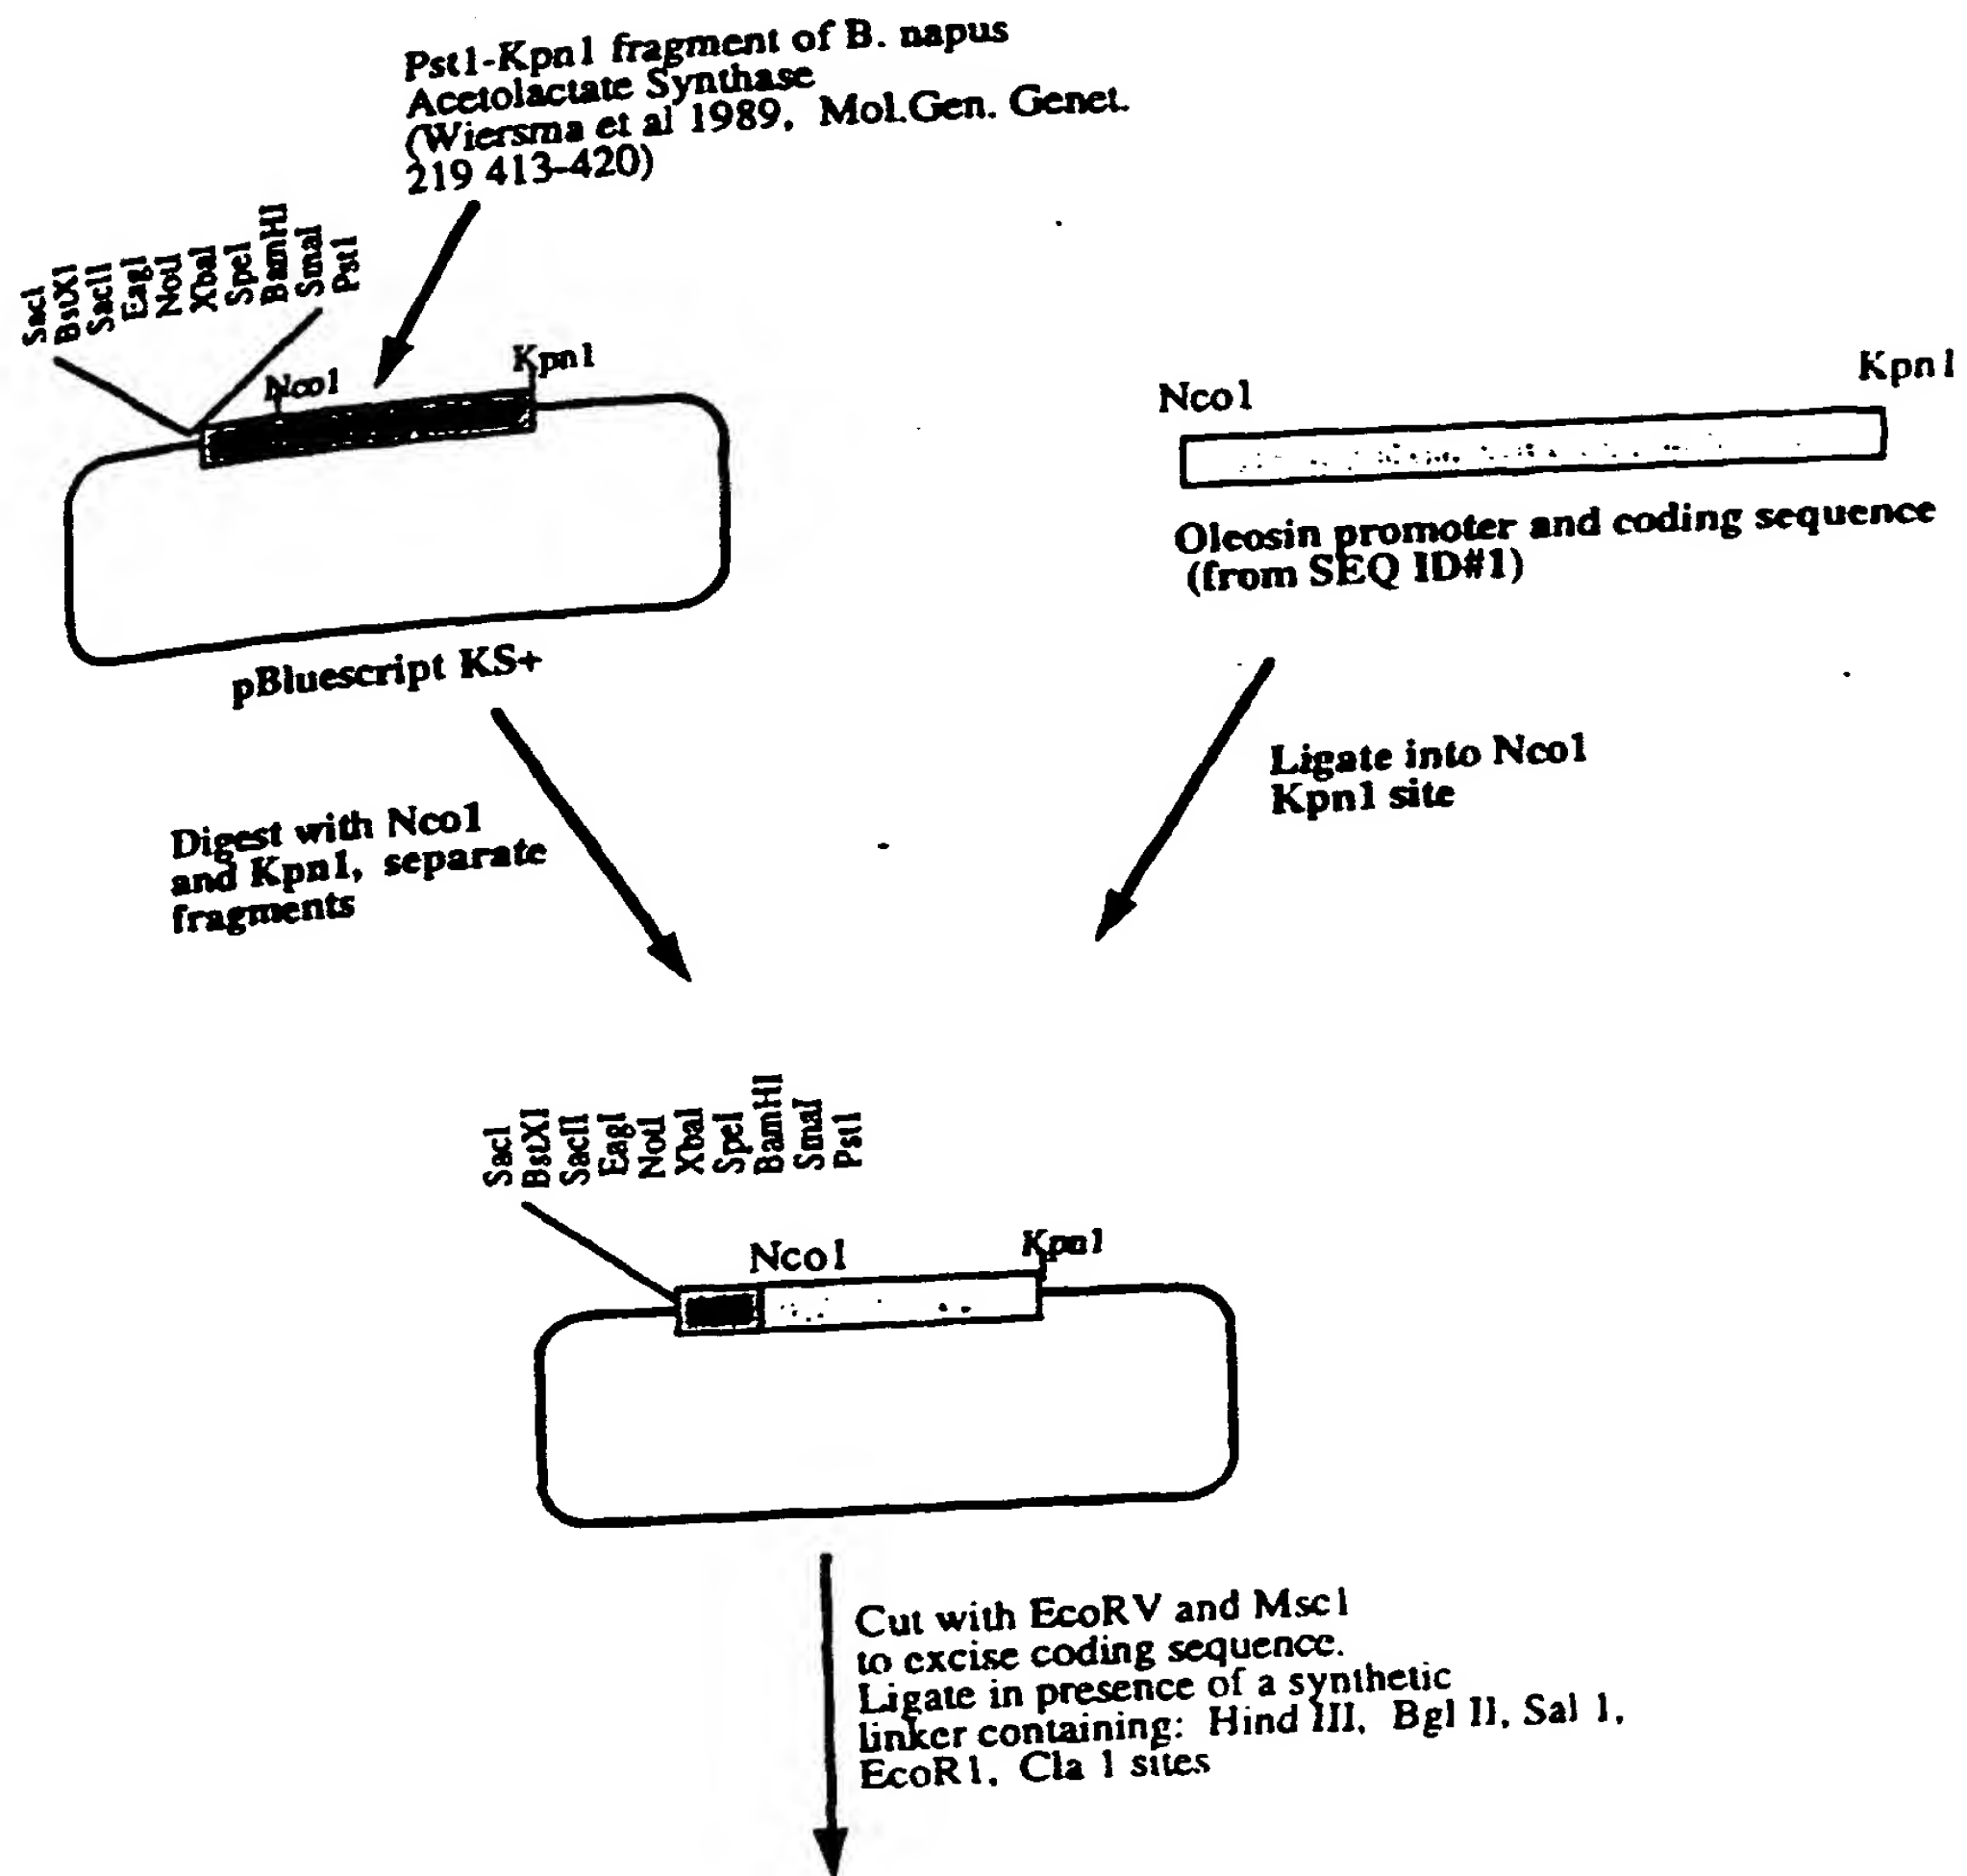 Pst1-Kpn1 fragment of B. napus
Acetolactate Synthase
(Wiersma et al 1989, Mol.Gen. Genet.
219 413-420)
SacI
BstXI
SacII
EagI
NotI
XbaI
SpeI
BamHI
SmaI
Pst1
Nco1
Kpn1
pBluescript KS+
Nco1
Kpn1
Oleosin promoter and coding sequence
(from SEQ ID#1)
Digest with Nco1
and Kpn1, separate
fragments
Ligate into Nco1
Kpn1 site
SacI
BstXI
SacII
EagI
NotI
XbaI
SpeI
BamHI
SmaI
Pst1
Nco1
Kpn1
Cut with EcoRV and Msc1
to excise coding sequence.
Ligate in presence of a synthetic
linker containing: Hind III, Bgl II, Sal 1,
EcoR1, Cla 1 sites